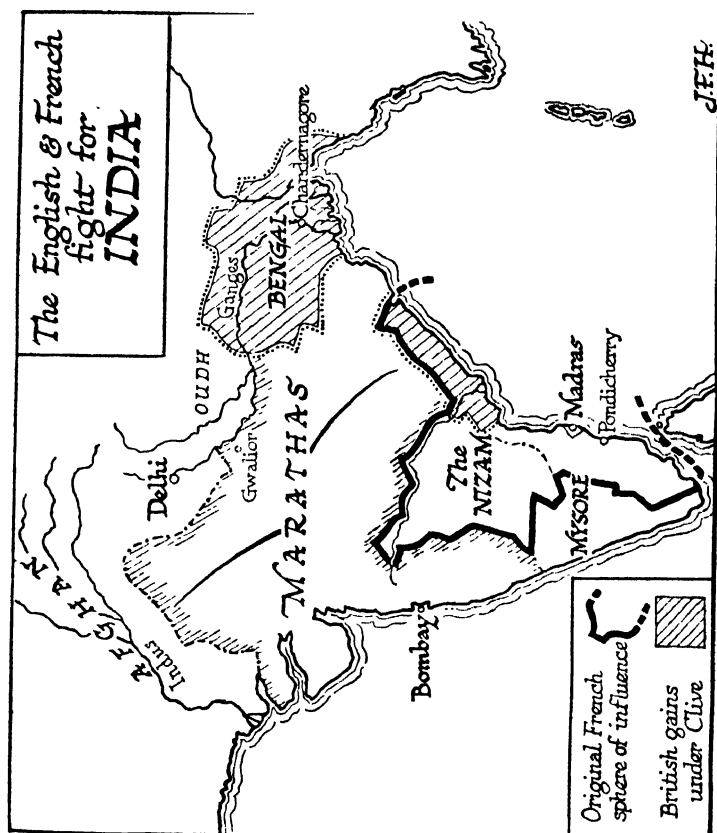 The English & French
fight for
INDIA
AFGHAN
Indus
Delhi
OUDH
Gwalior
Ganges
BENGAL
Chandernagore
MARATHAS
Bombay
The
NIZAM
MYSORE
Madras
Pondicherry
Original French
sphere of influence
British gains
under Clive
J.F.H.